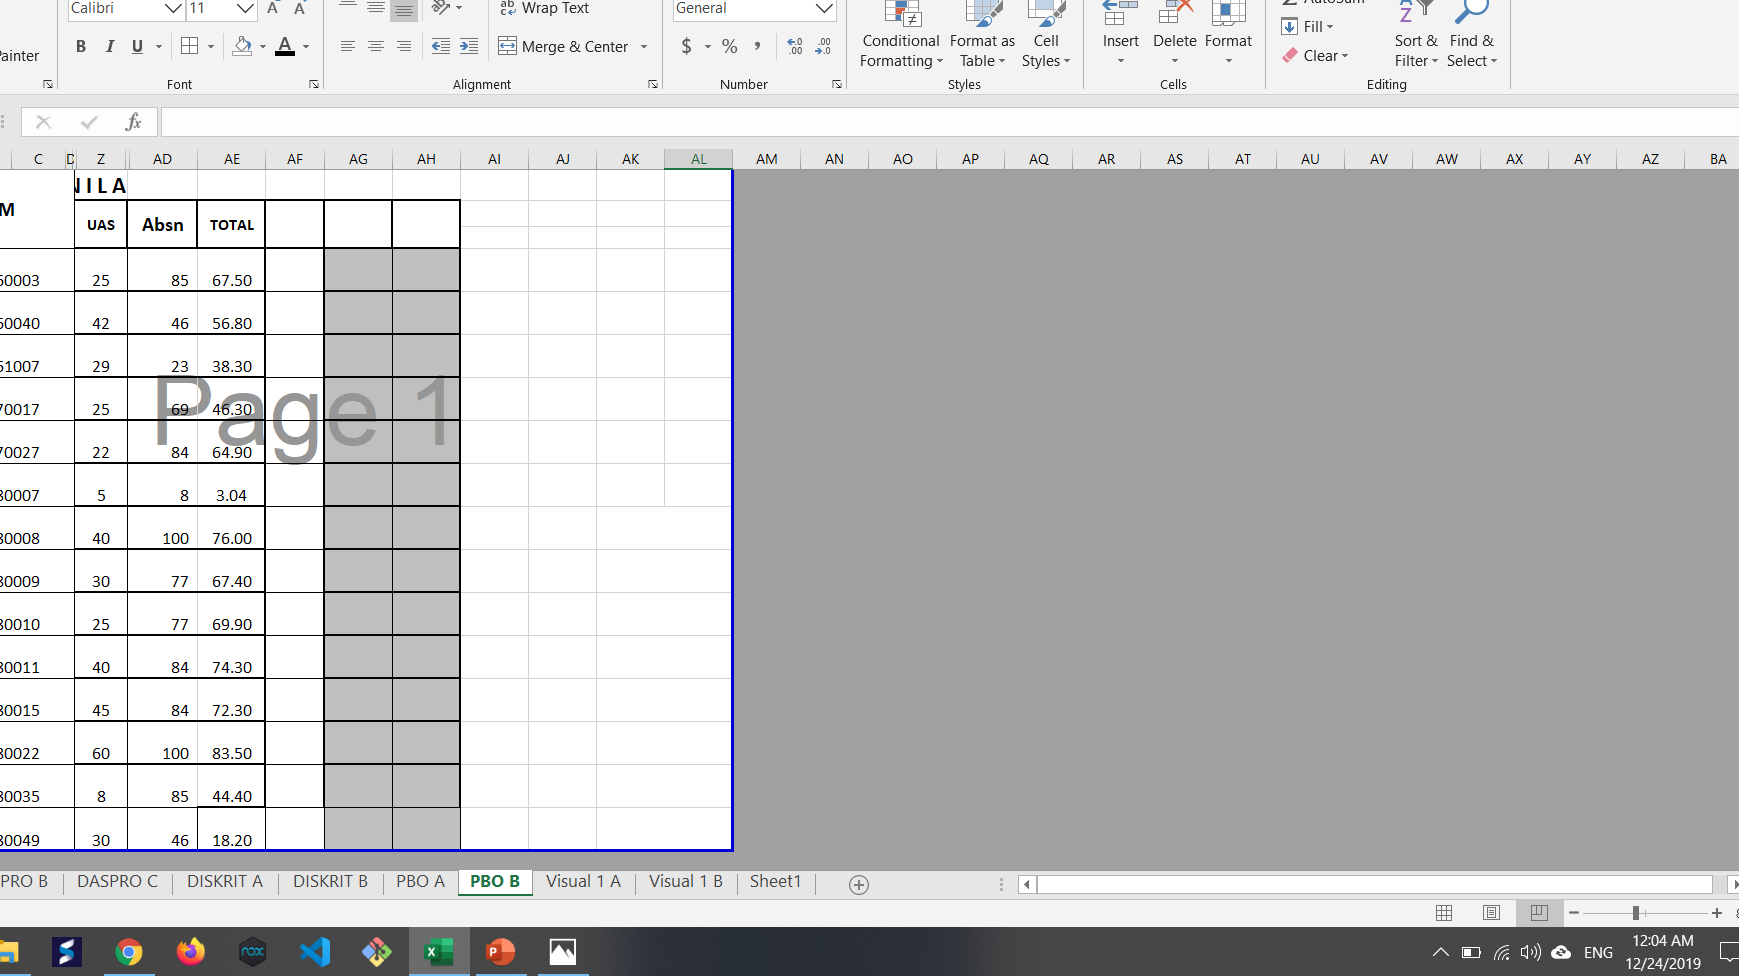 Calibri 11 A A ab Wrap Text General AutoSum
Painter B I U A Merge & Center $ % , .00 .00 Conditional Formatting Format as Table Cell Styles Insert Delete Format Fill Clear Sort & Filter Find & Select
Font Alignment Number Styles Cells Editing
fx
C D Z AD AE AF AG AH AI AJ AK AL AM AN AO AP AQ AR AS AT AU AV AW AX AY AZ BA
N I L A
M
UAS Absn TOTAL
60003 25 85 67.50
60040 42 46 56.80
61007 29 23 38.30
70017 25 69 46.30
Page 1
70027 22 84 64.90
80007 5 8 3.04
80008 40 100 76.00
80009 30 77 67.40
80010 25 77 69.90
80011 40 84 74.30
80015 45 84 72.30
80022 60 100 83.50
80035 8 85 44.40
80049 30 46 18.20
PRO B DASPRO C DISKRIT A DISKRIT B PBO A PBO B Visual 1 A Visual 1 B Sheet1
ENG 12:04 AM
12/24/2019